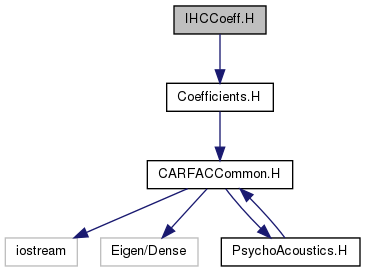 IHCCoeff.H
Coefficients.H
CARFACCommon.H
iostream
Eigen/Dense
PsychoAcoustics.H